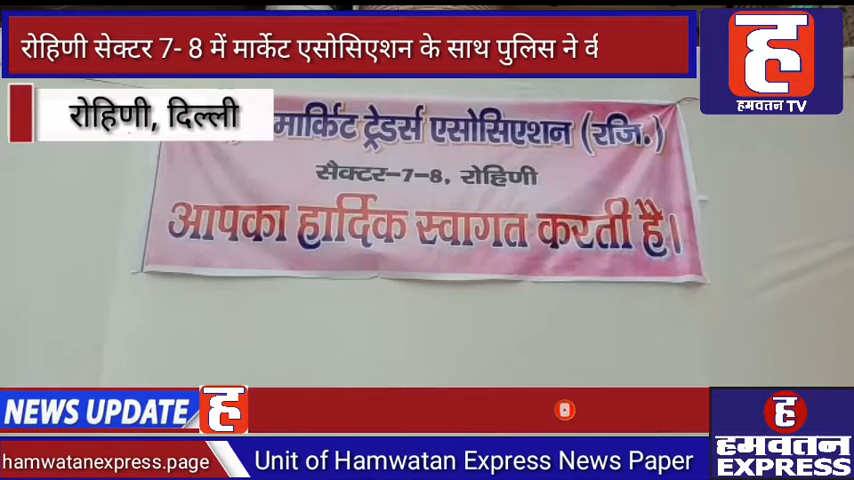 रोहिणी सेक्टर 7- 8 में मार्केट एसोसिएशन के साथ पुलिस ने
ह
हमवतन TV
रोहिणी, दिल्ली
मार्किट ट्रेडर्स एसोसिएशन (रजि.)
सैक्टर-7-8, रोहिणी
आपका हार्दिक स्वागत करती है।
NEWS UPDATE
ह
ह
हमवतन
EXPRESS
hamwatanexpress.page
Unit of Hamwatan Express News Paper